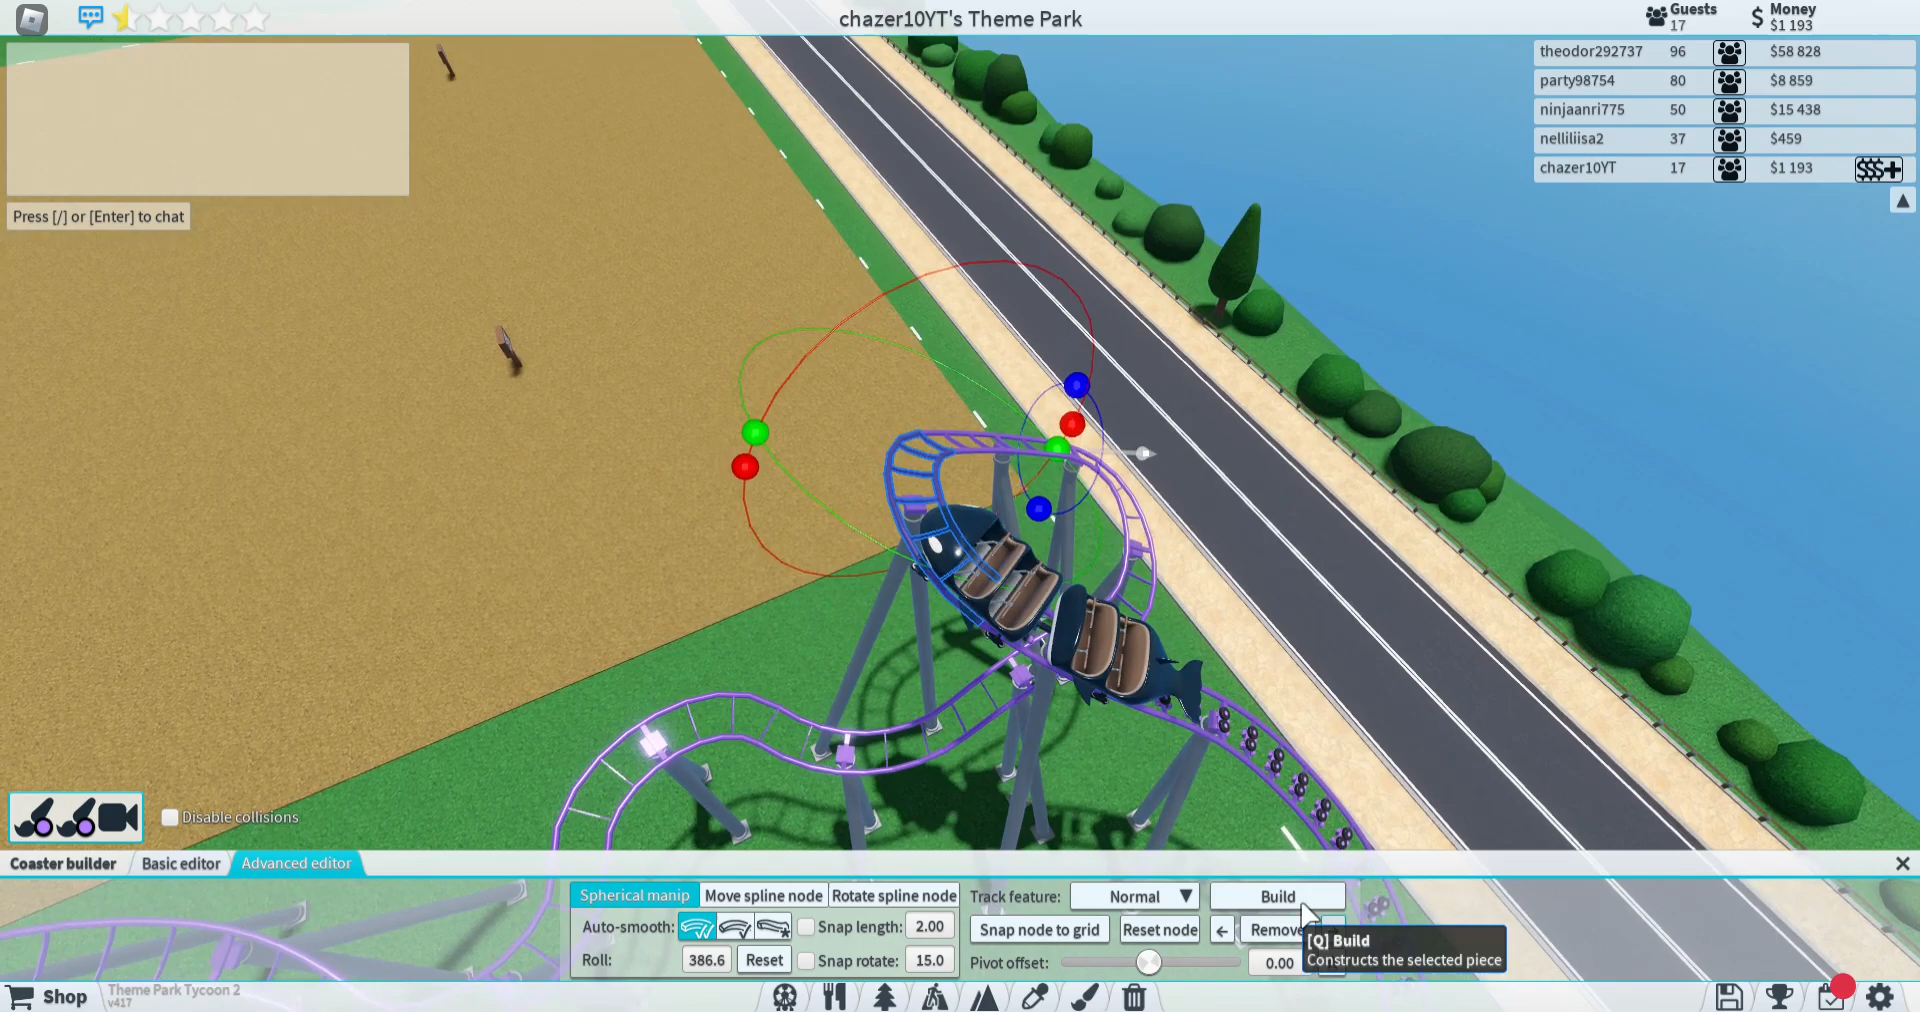 chazer10YT's Theme Park
Guests
17
Money
$1 193
theodor292737 96 $58 828
party98754 80 $8 859
ninjaanri775 50 $15 438
nelliliisa2 37 $459
chazer10YT 17 $1 193 $$$+
Press [/] or [Enter] to chat
Disable collisions
Coaster builder Basic editor Advanced editor
Spherical manip Move spline node Rotate spline node Track feature: Normal Build
Auto-smooth: Snap length: 2.00 Snap node to grid Reset node Remove
Roll: 386.6 Reset Snap rotate: 15.0 Pivot offset: 0.00
[Q] Build
Constructs the selected piece
Shop
Theme Park Tycoon 2
v417